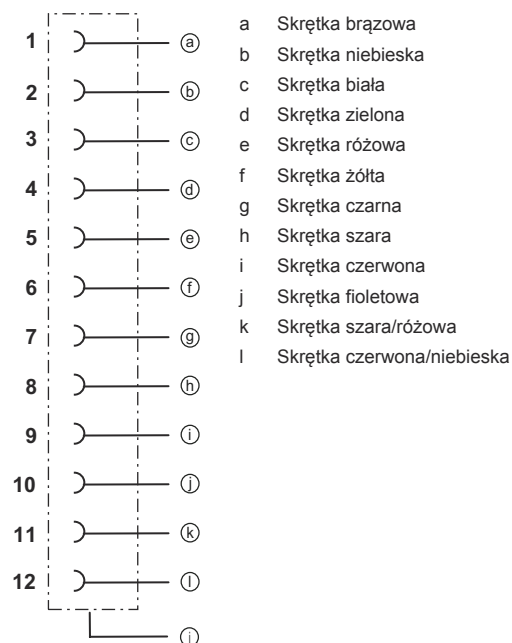 1 a
2 b
3 c
4 d
5 e
6 f
7 g
8 h
9 i
10 j
11 k
12 l
a Skrętka brązowa
b Skrętka niebieska
c Skrętka biała
d Skrętka zielona
e Skrętka różowa
f Skrętka żółta
g Skrętka czarna
h Skrętka szara
i Skrętka czerwona
j Skrętka fioletowa
k Skrętka szara/różowa
l Skrętka czerwona/niebieska